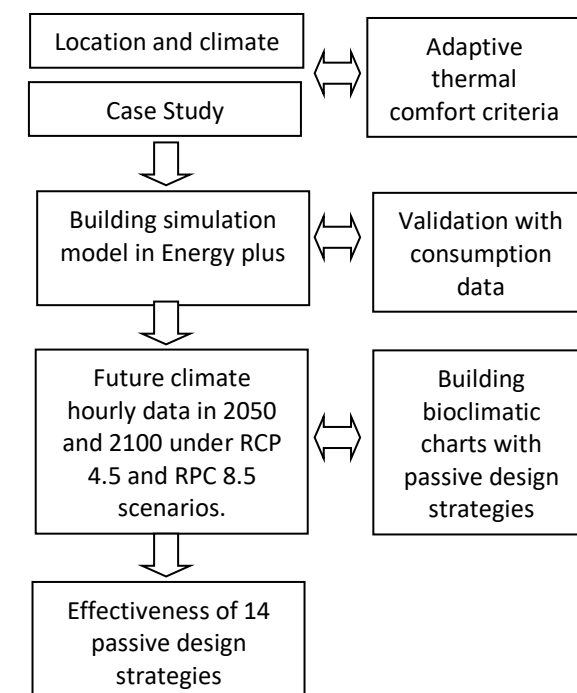 Location and climate
Adaptive
thermal
comfort criteria
Case Study
Building simulation
model in Energy plus
Validation with
consumption
data
Future climate
hourly data in 2050
and 2100 under RCP
4.5 and RPC 8.5
scenarios.
Building
bioclimatic
charts with
passive design
strategies
Effectiveness of 14
passive design
strategies